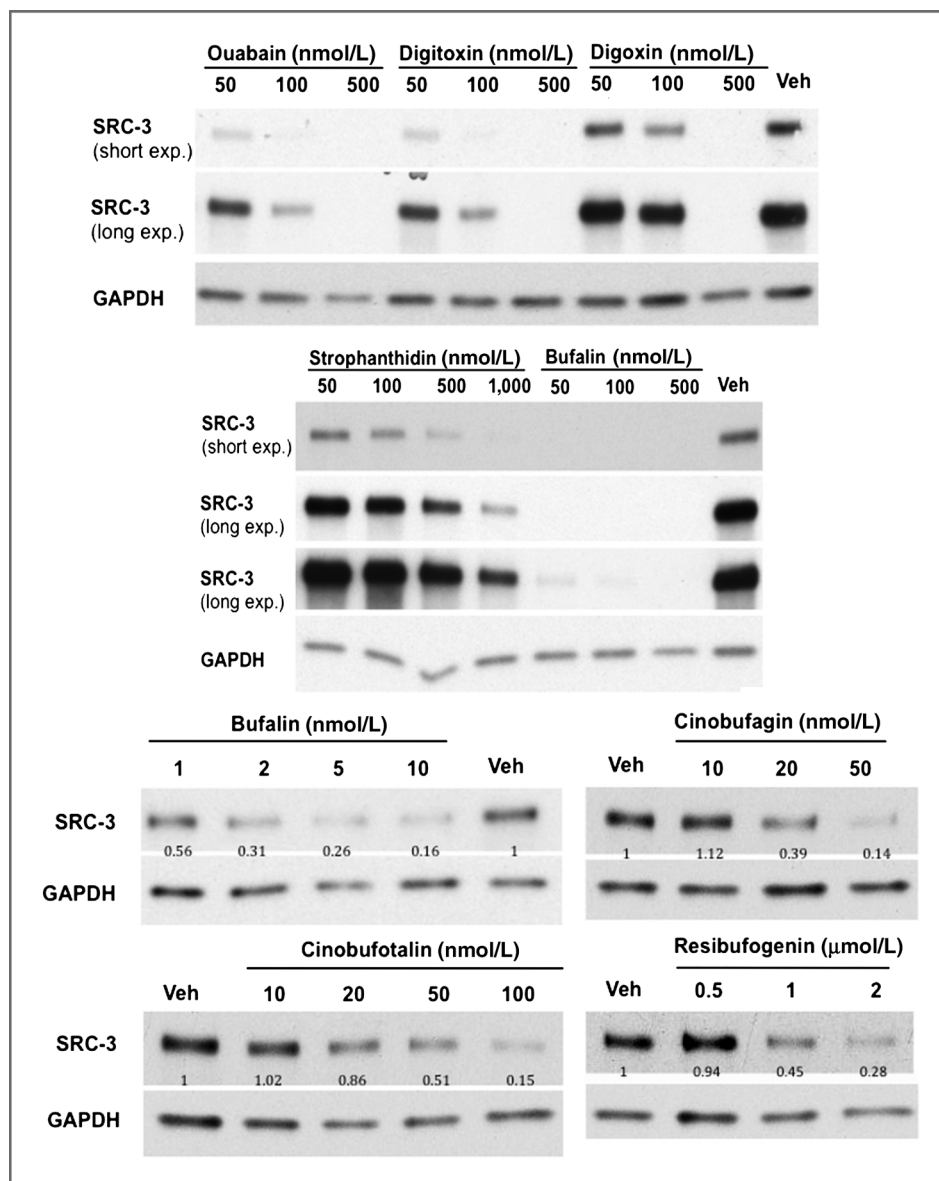 Ouabain (nmol/L) Digitoxin (nmol/L) Digoxin (nmol/L)
50 100 500 50 100 500 50 100 500 Veh
SRC-3
(short exp.)
SRC-3
(long exp.)
GAPDH
Strophanthidin (nmol/L) Bufalin (nmol/L)
50 100 500 1,000 50 100 500 Veh
SRC-3
(short exp.)
SRC-3
(long exp.)
SRC-3
(long exp.)
GAPDH
Bufalin (nmol/L)
1 2 5 10 Veh
SRC-3
0.56 0.31 0.26 0.16 1
GAPDH
Cinobufagin (nmol/L)
Veh 10 20 50
1 1.12 0.39 0.14
Cinobufotalin (nmol/L)
Veh 10 20 50 100
SRC-3
1 1.02 0.86 0.51 0.15
GAPDH
Resibufogenin (μmol/L)
Veh 0.5 1 2
1 0.94 0.45 0.28